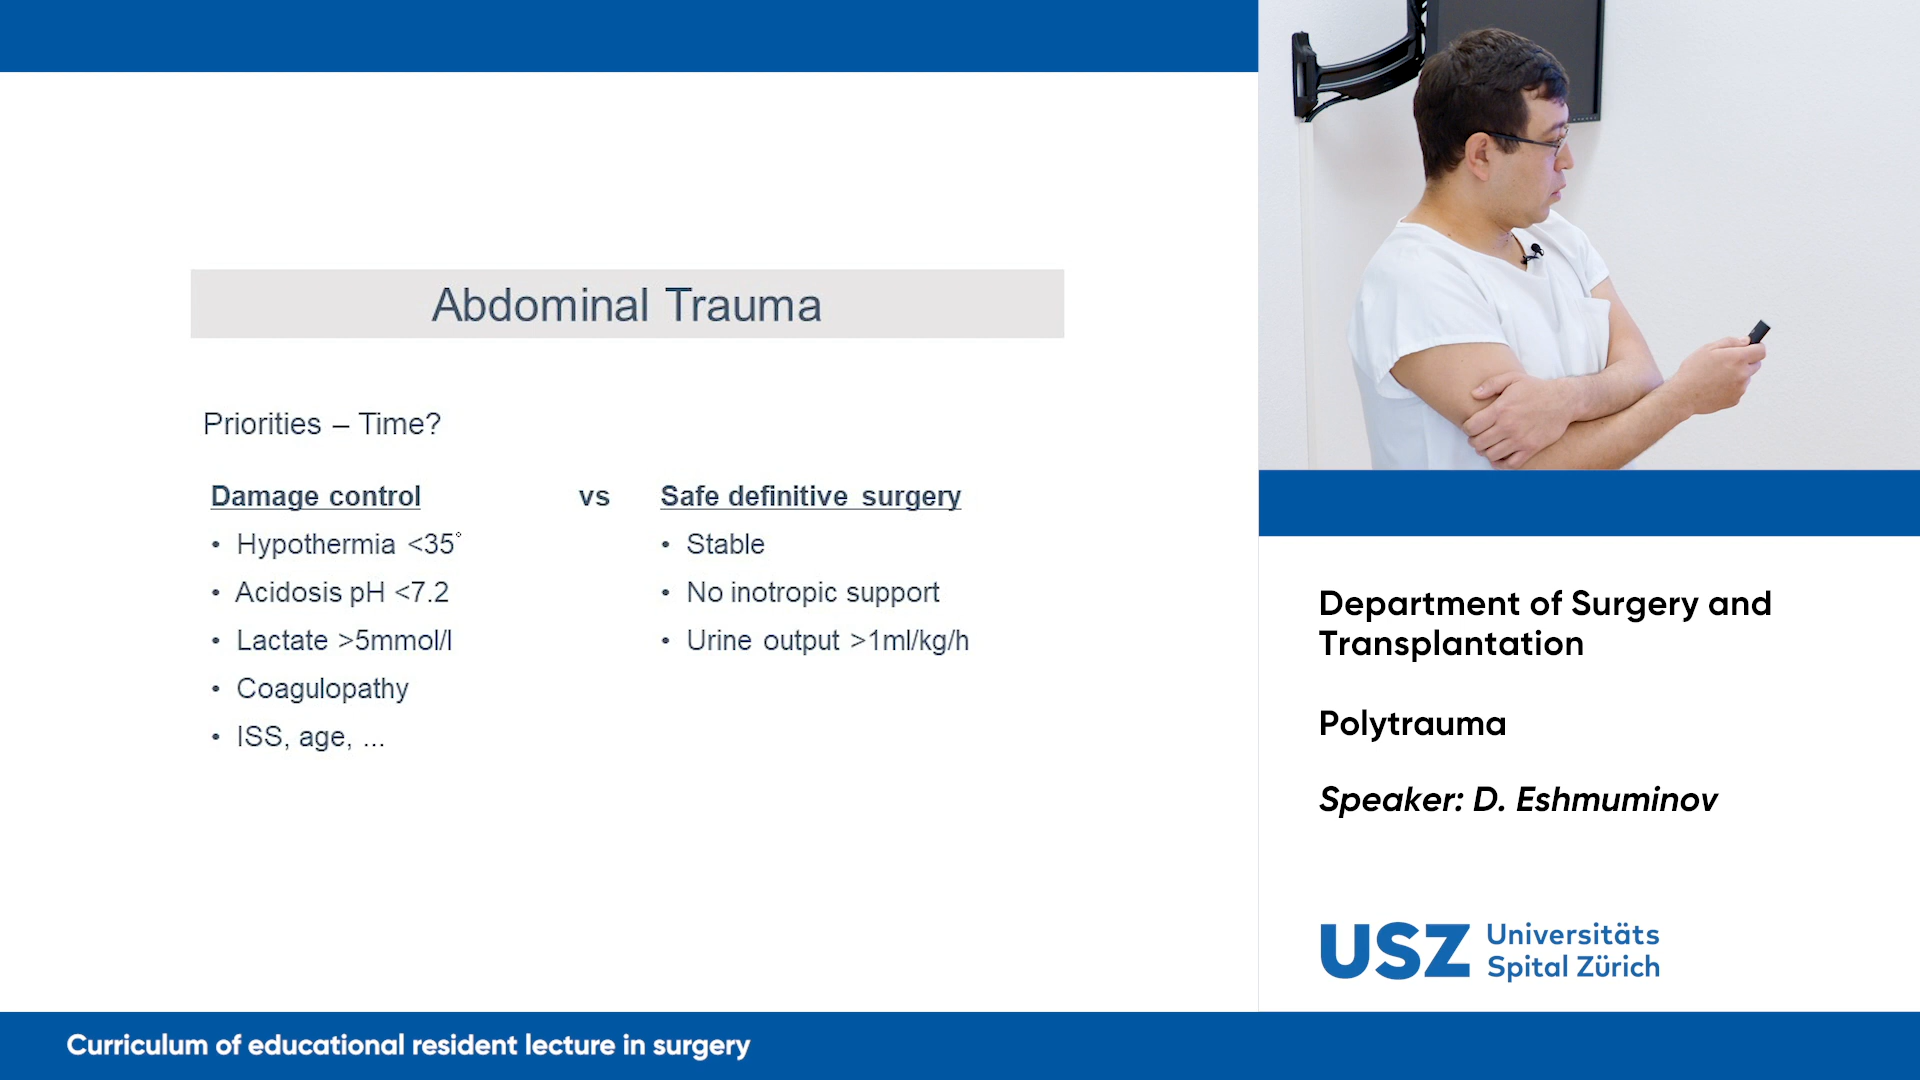 Abdominal Trauma
Priorities – Time?
Damage control vs Safe definitive surgery
• Hypothermia <35°
• Acidosis pH <7.2
• Lactate >5mmol/l
• Coagulopathy
• ISS, age, ...
• Stable
• No inotropic support
• Urine output >1ml/kg/h
Department of Surgery and
Transplantation
Polytrauma
Speaker: D. Eshmuminov
USZ Universitäts
Spital Zürich
Curriculum of educational resident lecture in surgery